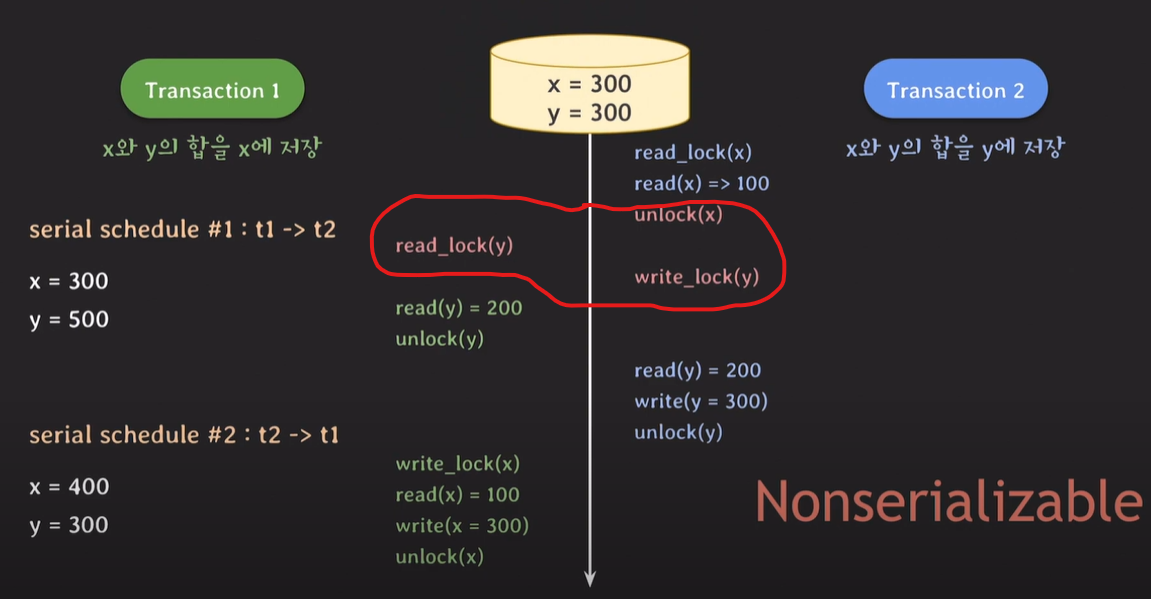 Transaction 1
x와 y의 합을 x에 저장
x = 300
y = 300
Transaction 2
x와 y의 합을 y에 저장
serial schedule #1 : t1 -> t2
x = 300
y = 500
serial schedule #2 : t2 -> t1
x = 400
y = 300
read_lock(x)
read(x) => 100
unlock(x)
read_lock(y)
write_lock(y)
read(y) = 200
unlock(y)
read(y) = 200
write(y = 300)
unlock(y)
write_lock(x)
read(x) = 100
write(x = 300)
unlock(x)
Nonserializable